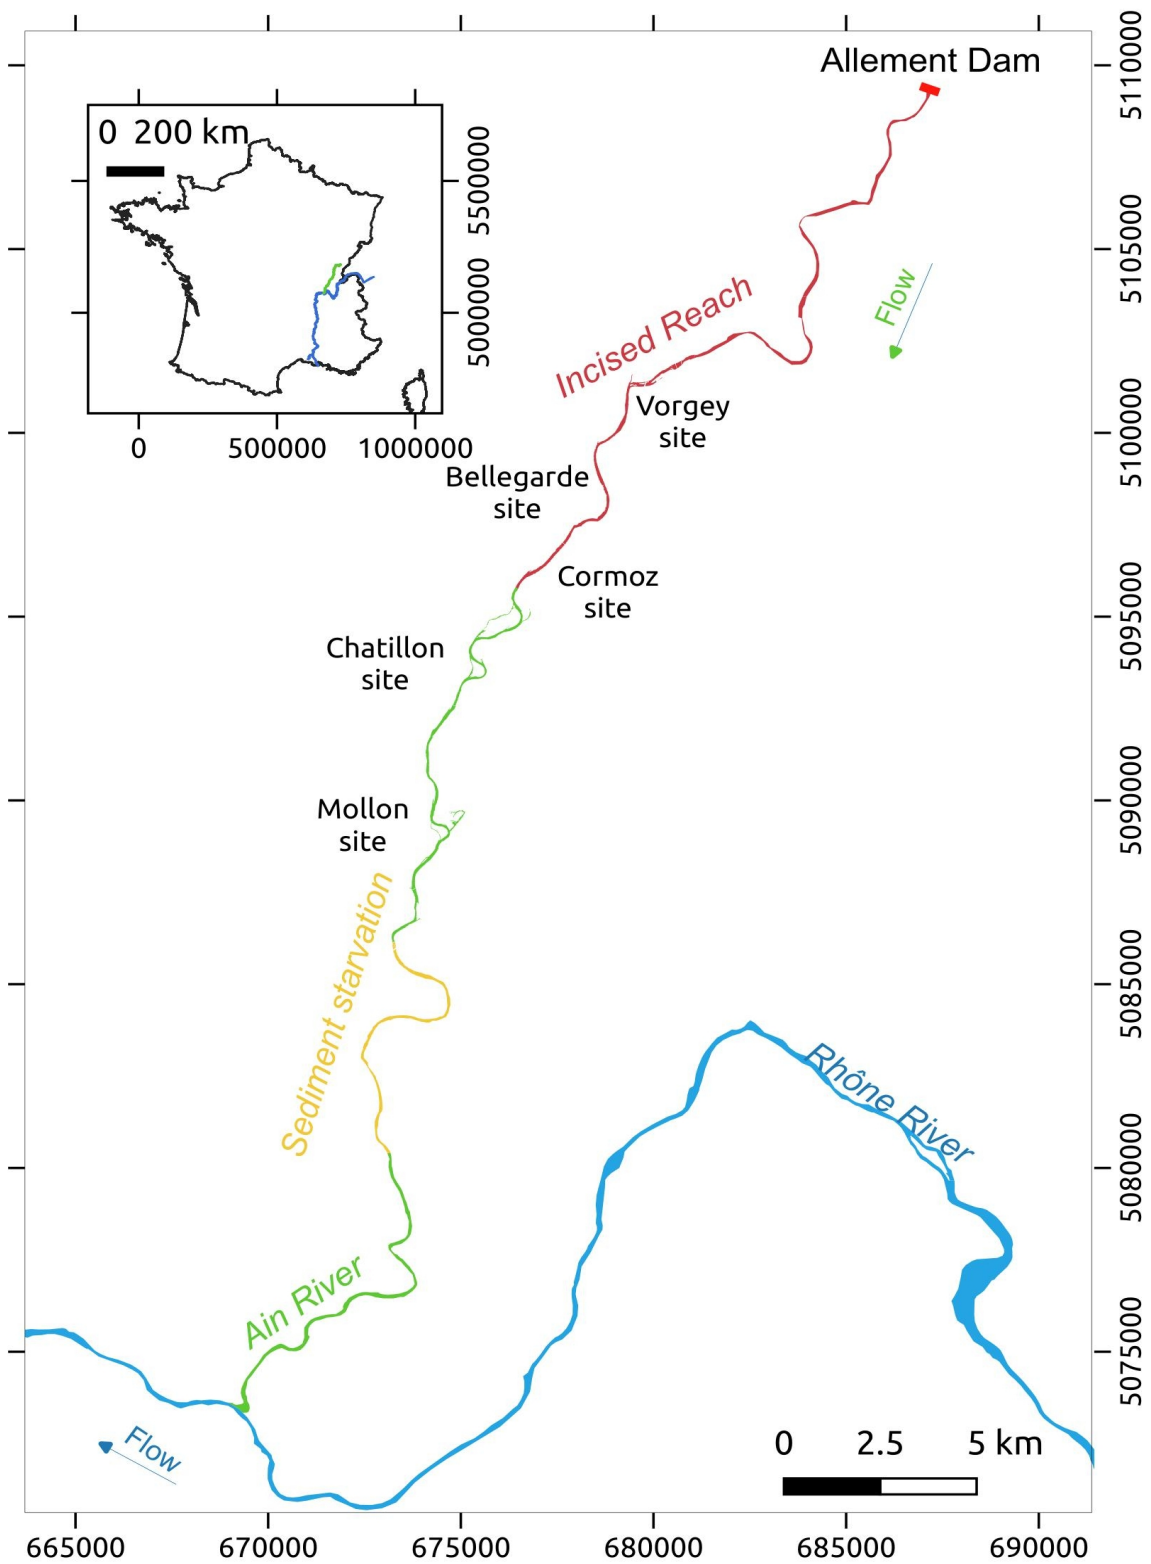 Allement Dam
0 200 km
5500000
5000000
0 500000 1000000
5110000
5105000
5100000
5095000
5090000
5085000
5080000
5075000
Flow
Incised Reach
Vorgey
site
Bellegarde
site
Cormoz
site
Chatillon
site
Mollon
site
Sediment starvation
Rhône River
Ain River
Flow
0 2.5 5 km
665000 670000 675000 680000 685000 690000